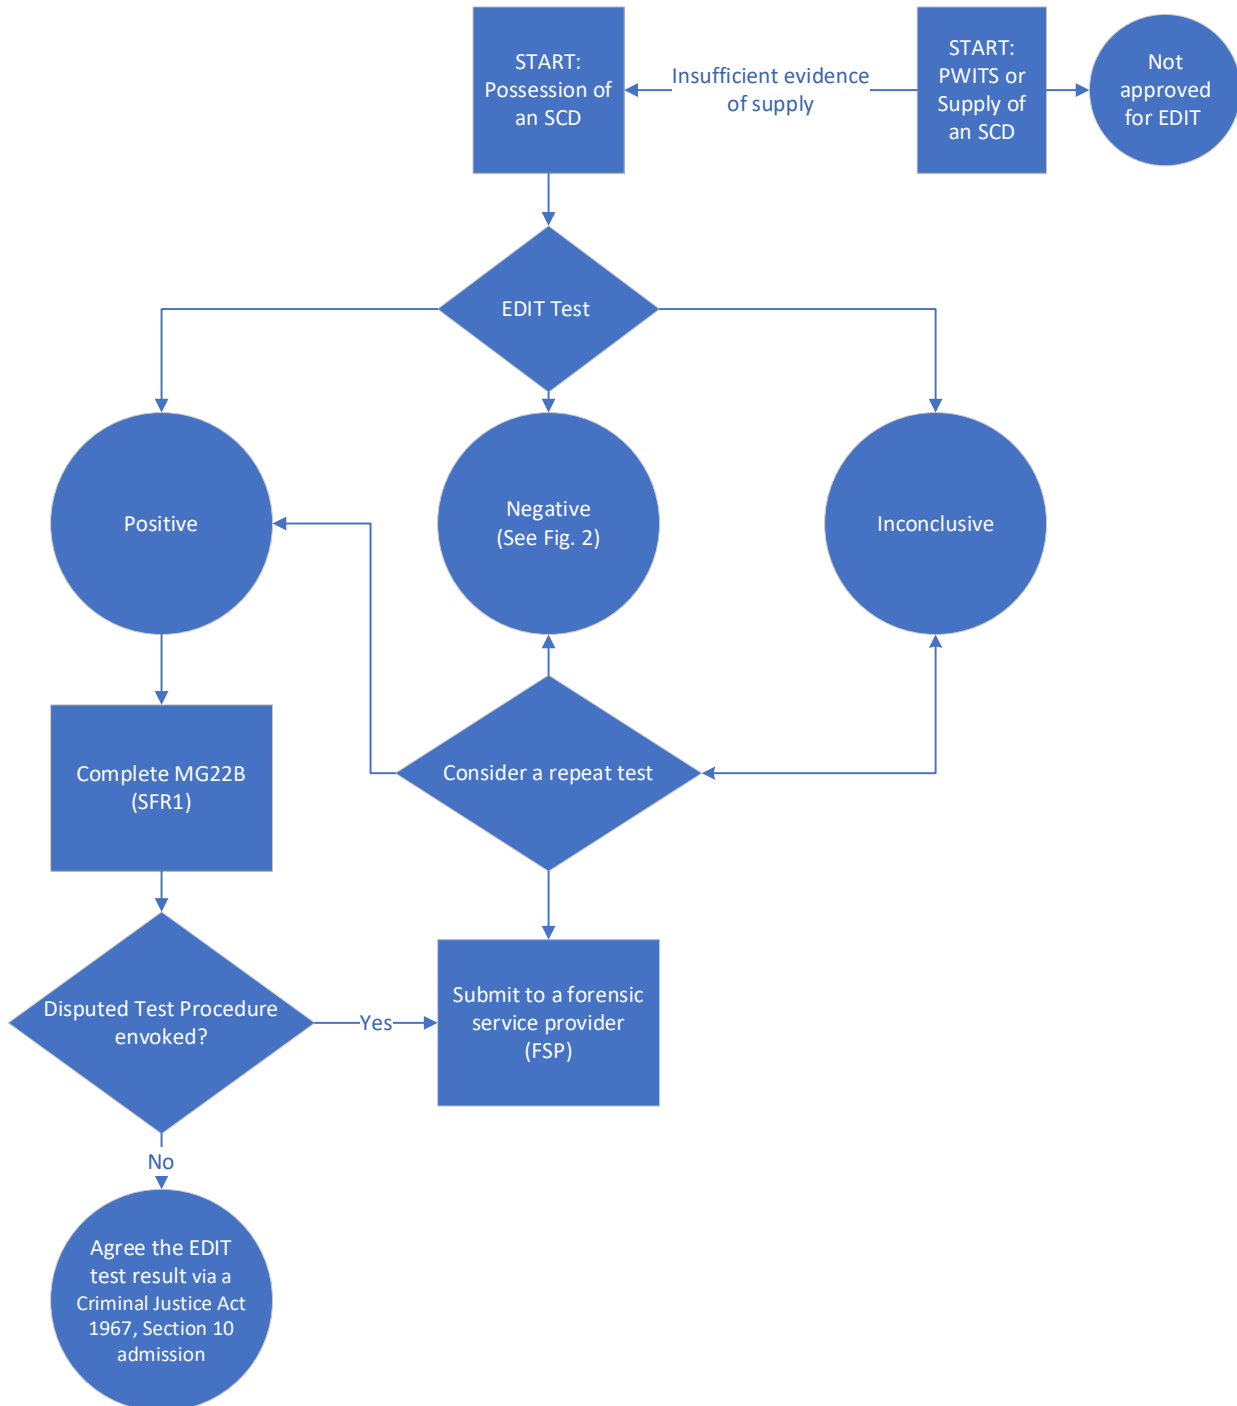 START:
Possession of
an SCD
Insufficient evidence
of supply
START:
PWITS or
Supply of
an SCD
Not
approved
for EDIT
EDIT Test
Positive
Negative
(See Fig. 2)
Inconclusive
Complete MG22B
(SFR1)
Consider a repeat test
Disputed Test Procedure
envoked?
Yes
Submit to a forensic
service provider
(FSP)
No
Agree the EDIT
test result via a
Criminal Justice Act
1967, Section 10
admission